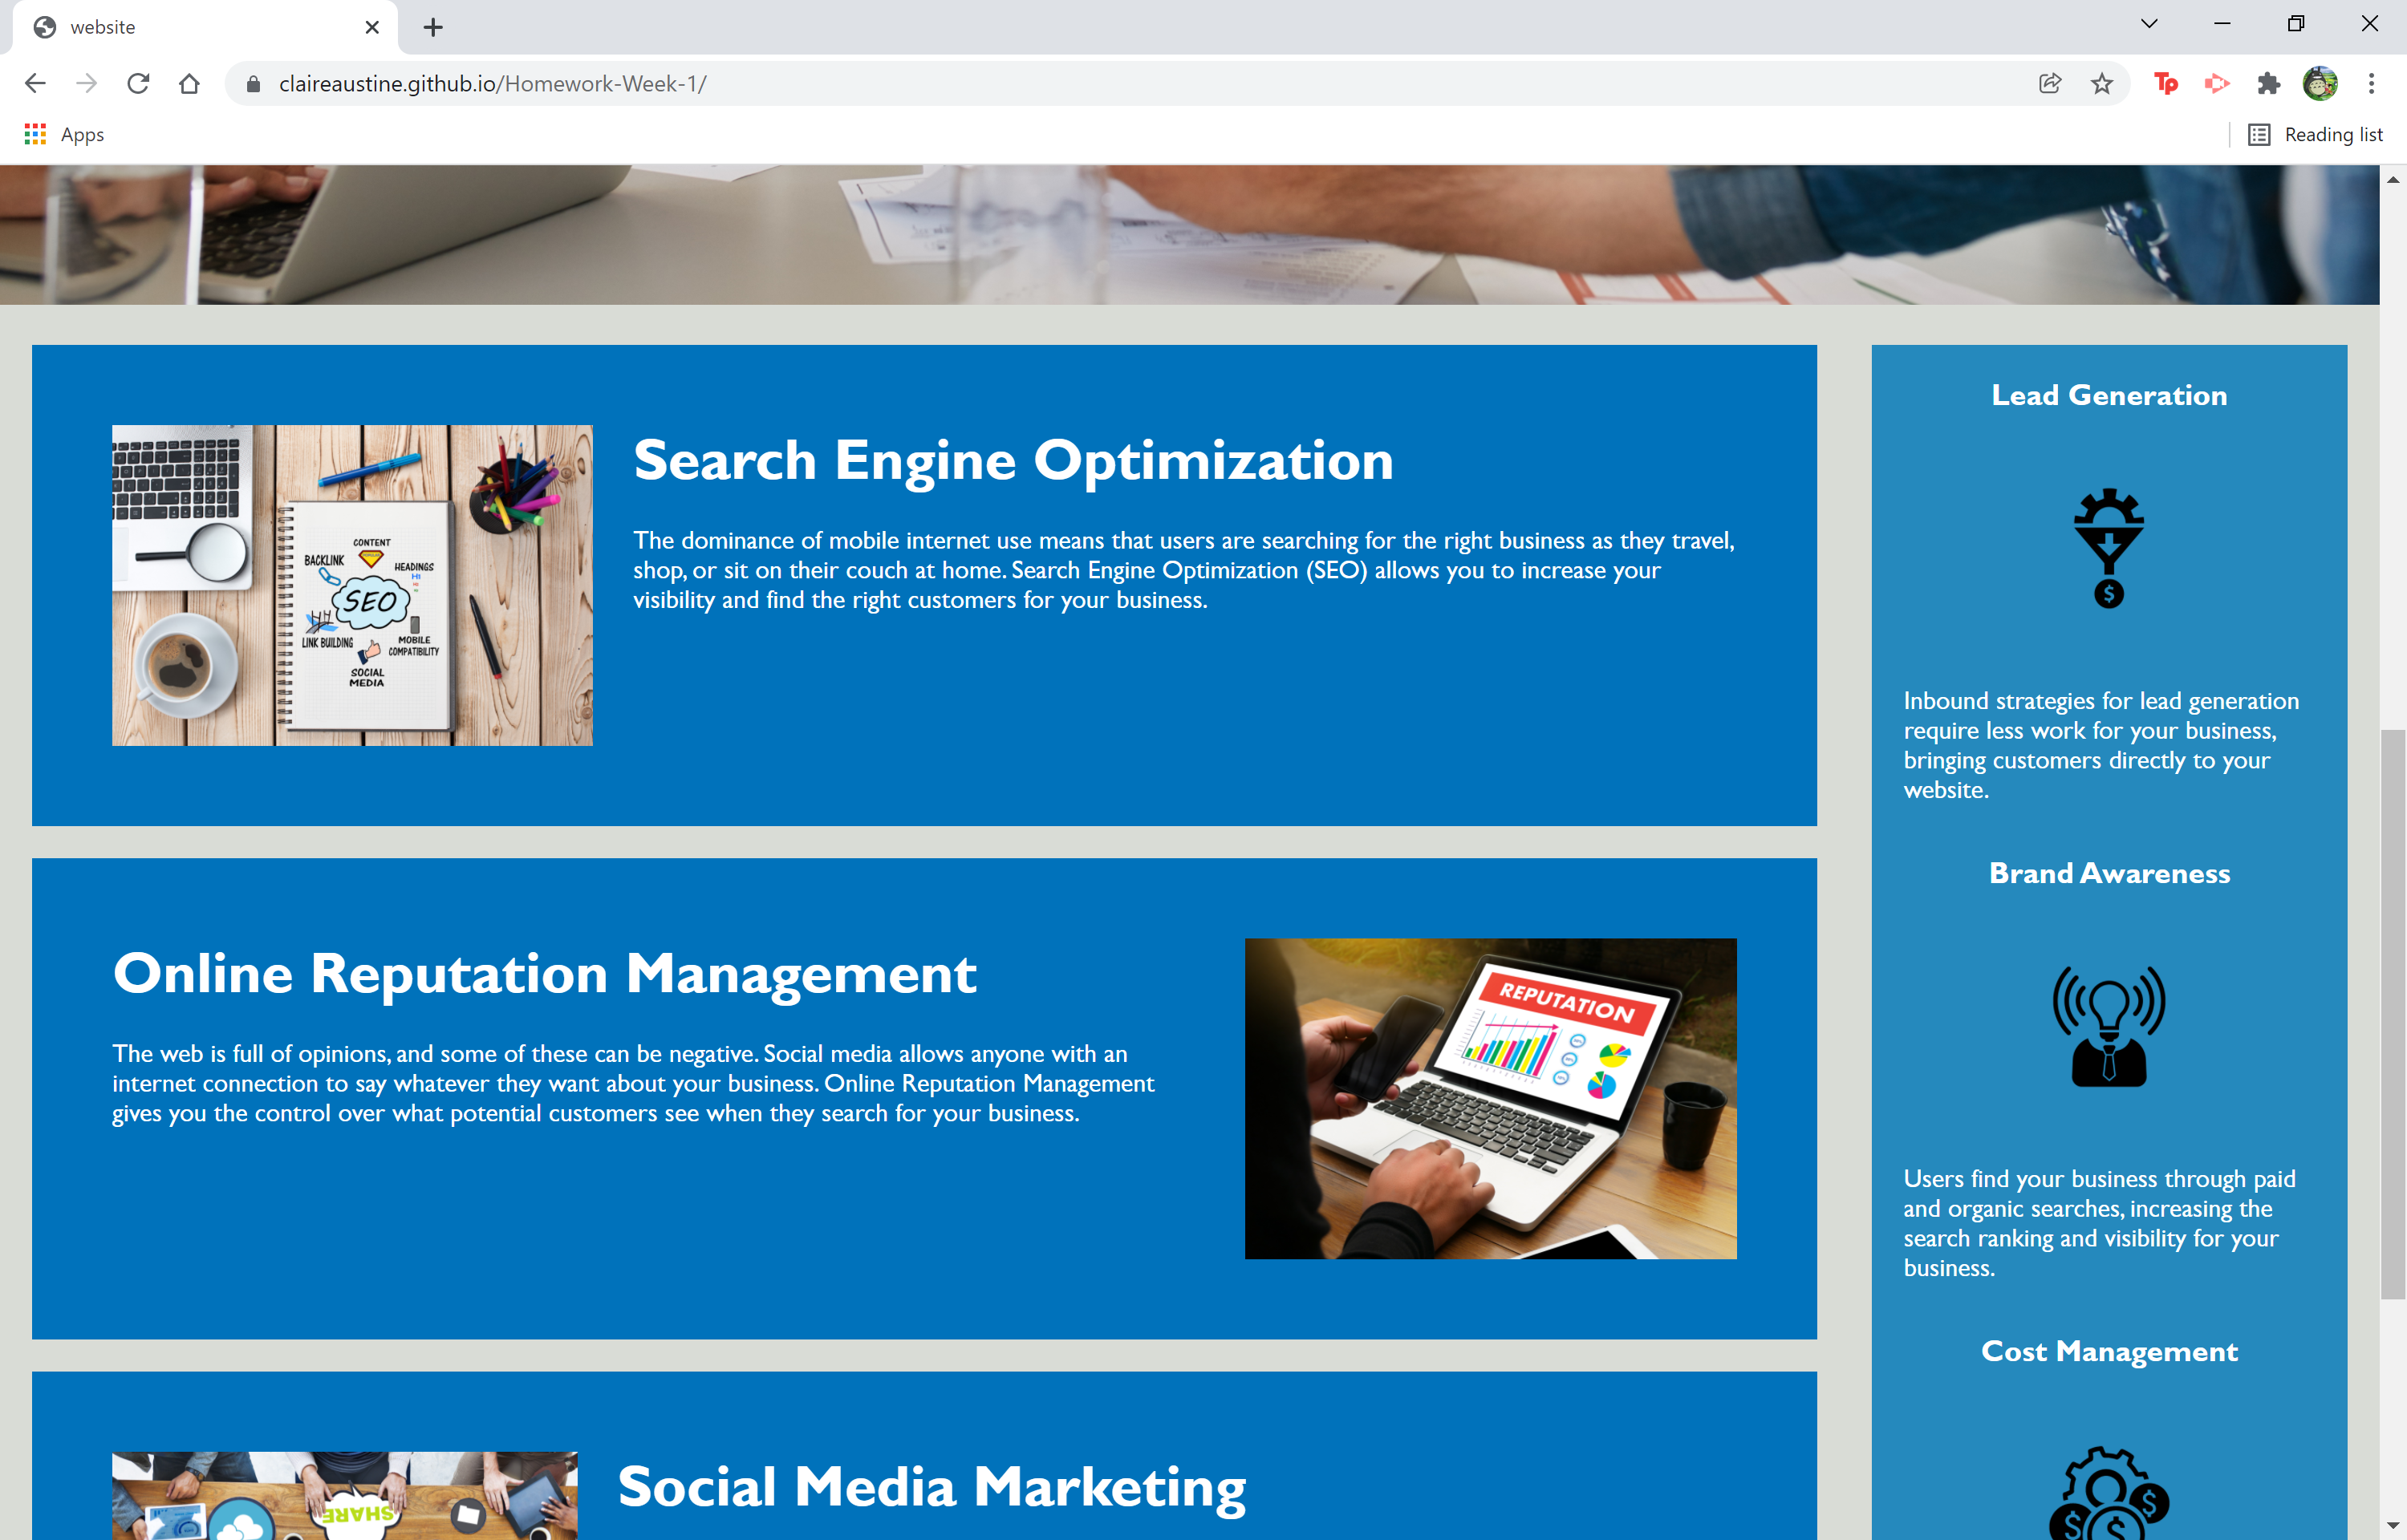 website
claireaustine.github.io/Homework-Week-1/
Tp
Apps
Reading list
Search Engine Optimization
The dominance of mobile internet use means that users are searching for the right business as they travel,
shop, or sit on their couch at home. Search Engine Optimization (SEO) allows you to increase your
visibility and find the right customers for your business.
CONTENT
BACKLINK
HEADINGS
H1
SEO
LINK BUILDING
MOBILE
COMPATIBILITY
SOCIAL
MEDIA
Online Reputation Management
The web is full of opinions, and some of these can be negative. Social media allows anyone with an
internet connection to say whatever they want about your business. Online Reputation Management
gives you the control over what potential customers see when they search for your business.
REPUTATION
Social Media Marketing
SHARE
Lead Generation
$
Inbound strategies for lead generation
require less work for your business,
bringing customers directly to your
website.
Brand Awareness
Users find your business through paid
and organic searches, increasing the
search ranking and visibility for your
business.
Cost Management
$
$
$